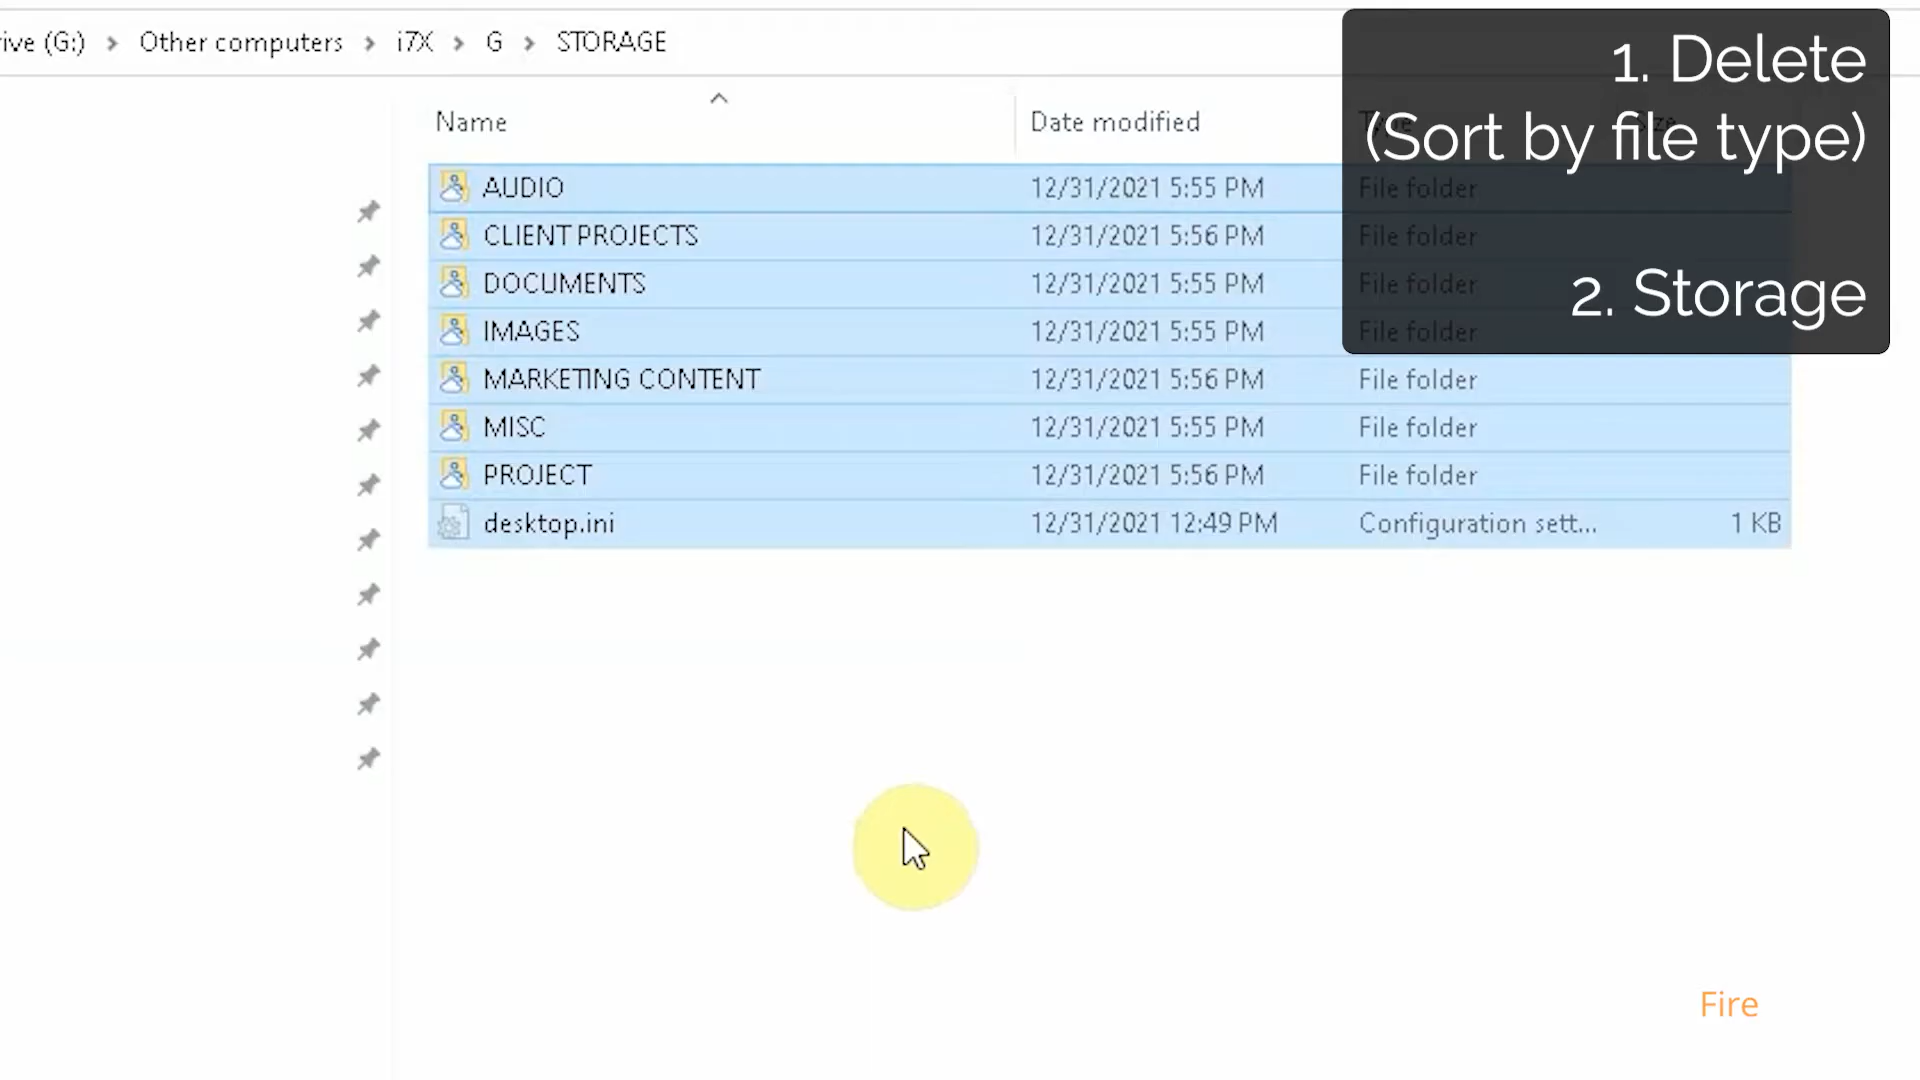 rive (G:) > Other computers > i7X > G > STORAGE
1. Delete
(Sort by file type)
2. Storage
Name Date modified Type Size
AUDIO 12/31/2021 5:55 PM File folder
CLIENT PROJECTS 12/31/2021 5:56 PM File folder
DOCUMENTS 12/31/2021 5:55 PM File folder
IMAGES 12/31/2021 5:55 PM File folder
MARKETING CONTENT 12/31/2021 5:56 PM File folder
MISC 12/31/2021 5:55 PM File folder
PROJECT 12/31/2021 5:56 PM File folder
desktop.ini 12/31/2021 12:49 PM Configuration sett... 1 KB
Fire